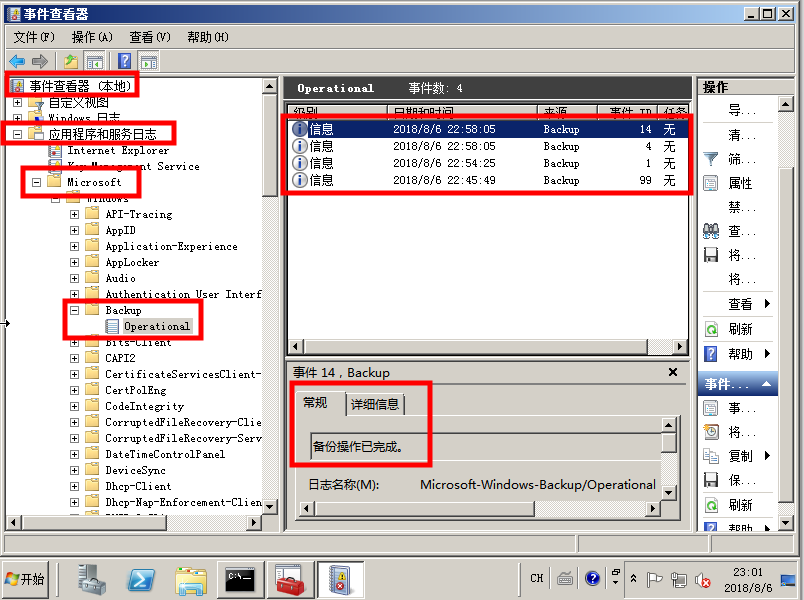 事件查看器
文件(F) 操作(A) 查看(V) 帮助(H)
事件查看器 (本地)
自定义视图
Windows 日志
应用程序和服务日志
Internet Explorer
Key Management Service
Microsoft
Windows
API-Tracing
AppID
Application-Experience
AppLocker
Audio
Authentication User Interf
Backup
Operational
Bits-Client
CAPI2
CertificateServicesClient-
CertPolEng
CodeIntegrity
CorruptedFileRecovery-Clie
CorruptedFileRecovery-Serv
DateTimeControlPanel
DeviceSync
Dhcp-Client
Dhcp-Nap-Enforcement-Clien
Operational 事件数: 4
级别 日期和时间 来源 事件 ID 任务
信息 2018/8/6 22:58:05 Backup 14 无
信息 2018/8/6 22:58:05 Backup 4 无
信息 2018/8/6 22:54:25 Backup 1 无
信息 2018/8/6 22:45:49 Backup 99 无
事件 14，Backup
常规 详细信息
备份操作已完成。
日志名称(M): Microsoft-Windows-Backup/Operational
操作
导...
清...
筛...
属性
禁...
查...
将...
将...
查看
刷新
帮助
事件...
事...
将...
复制
保...
刷新
帮助
开始
C:\
CH
23:01
2018/8/6